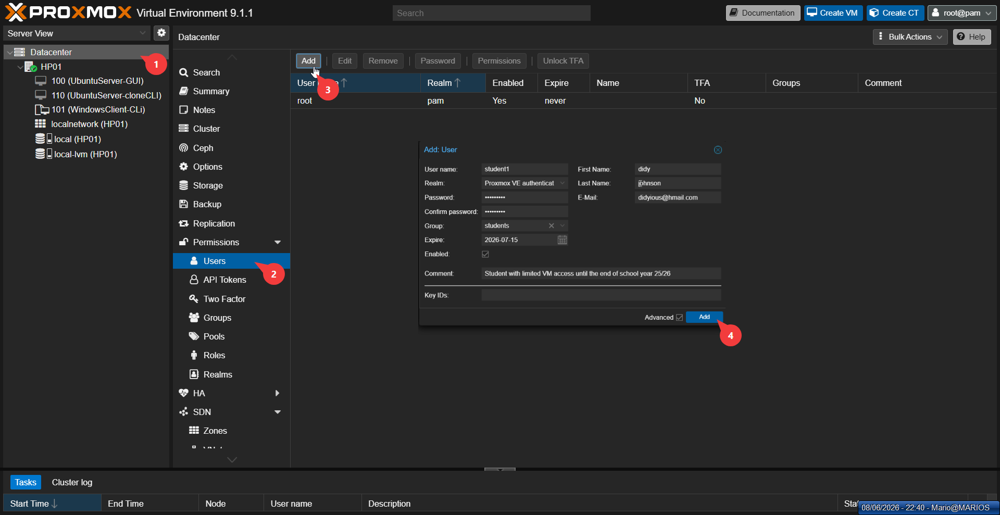 PROXMOX Virtual Environment 9.1.1
Search
Documentation
Create VM
Create CT
root@pam
Server View
Datacenter
HP01
100 (UbuntuServer-GUI)
110 (UbuntuServer-cloneCLI)
101 (WindowsClient-CLi)
localnetwork (HP01)
local (HP01)
local-lvm (HP01)
1
Datacenter
Bulk Actions
Help
Search
Summary
Notes
Cluster
Ceph
Options
Storage
Backup
Replication
Permissions
Users
2
API Tokens
Two Factor
Groups
Pools
Roles
Realms
HA
SDN
Zones
Add
Edit
Remove
Password
Permissions
Unlock TFA
3
User Realm Enabled Expire Name TFA Groups Comment
root pam Yes never No
Add: User
User name: student1
Realm: Proxmox VE authenticat
Password: •••••••••
Confirm password: •••••••••
Group: students
Expire: 2026-07-15
Enabled:
First Name: didy
Last Name: johnson
E-Mail: didyious@hmail.com
Comment: Student with limited VM access until the end of school year 25/26
Key IDs:
Advanced
Add
4
Tasks
Cluster log
Start Time End Time Node User name Description
08/06/2026 - 22:40 - Mario@MARIOS